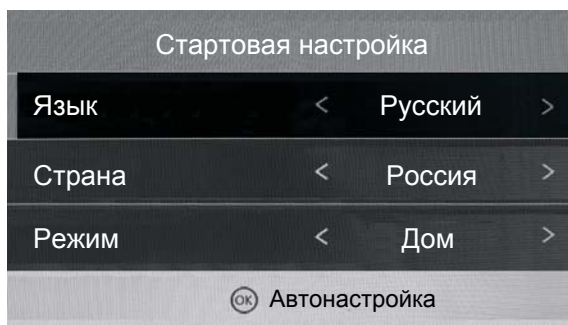 Стартовая настройка
Язык < Русский >
Страна < Россия >
Режим < Дом >
OK Автонастройка